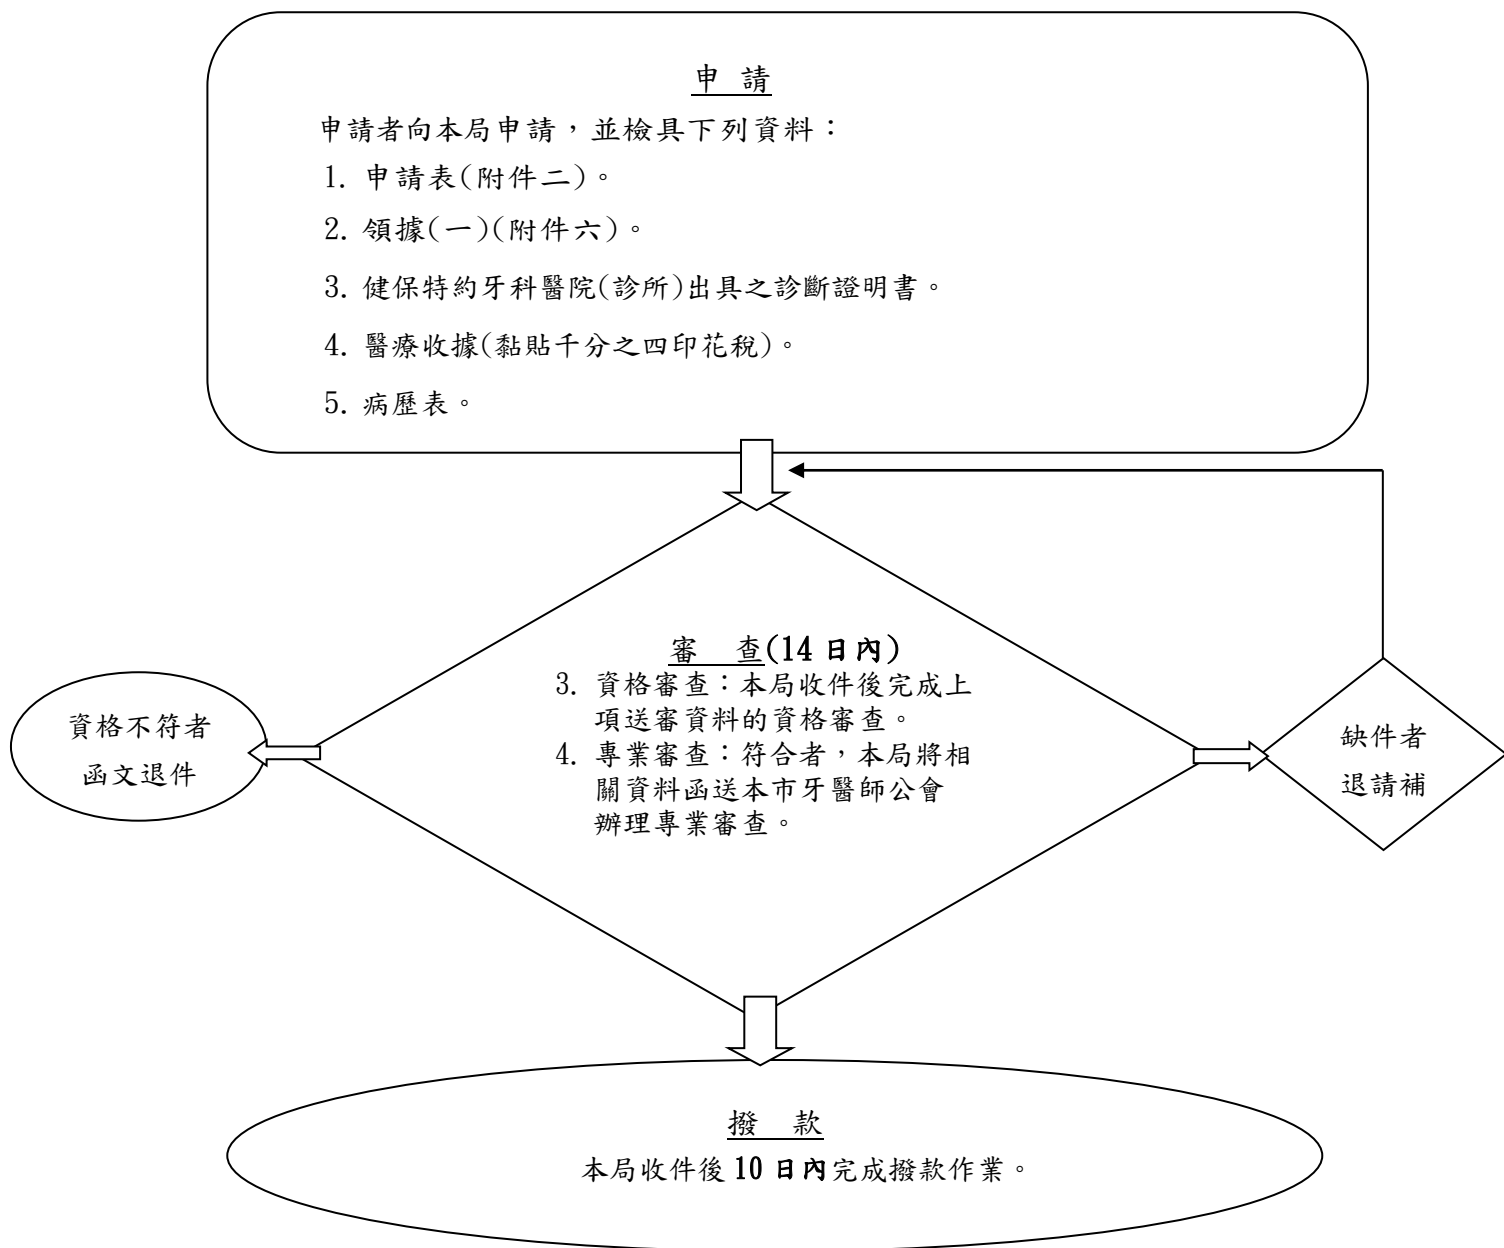 申 請
申請者向本局申請，並檢具下列資料：
1. 申請表(附件二)。
2. 領據(一)(附件六)。
3. 健保特約牙科醫院(診所)出具之診斷證明書。
4. 醫療收據(黏貼千分之四印花稅)。
5. 病歷表。
審 查(14 日內)
3. 資格審查：本局收件後完成上
項送審資料的資格審查。
4. 專業審查：符合者，本局將相
關資料函送本市牙醫師公會
辦理專業審查。
資格不符者
函文退件
缺件者
退請補
撥 款
本局收件後 10 日內完成撥款作業。